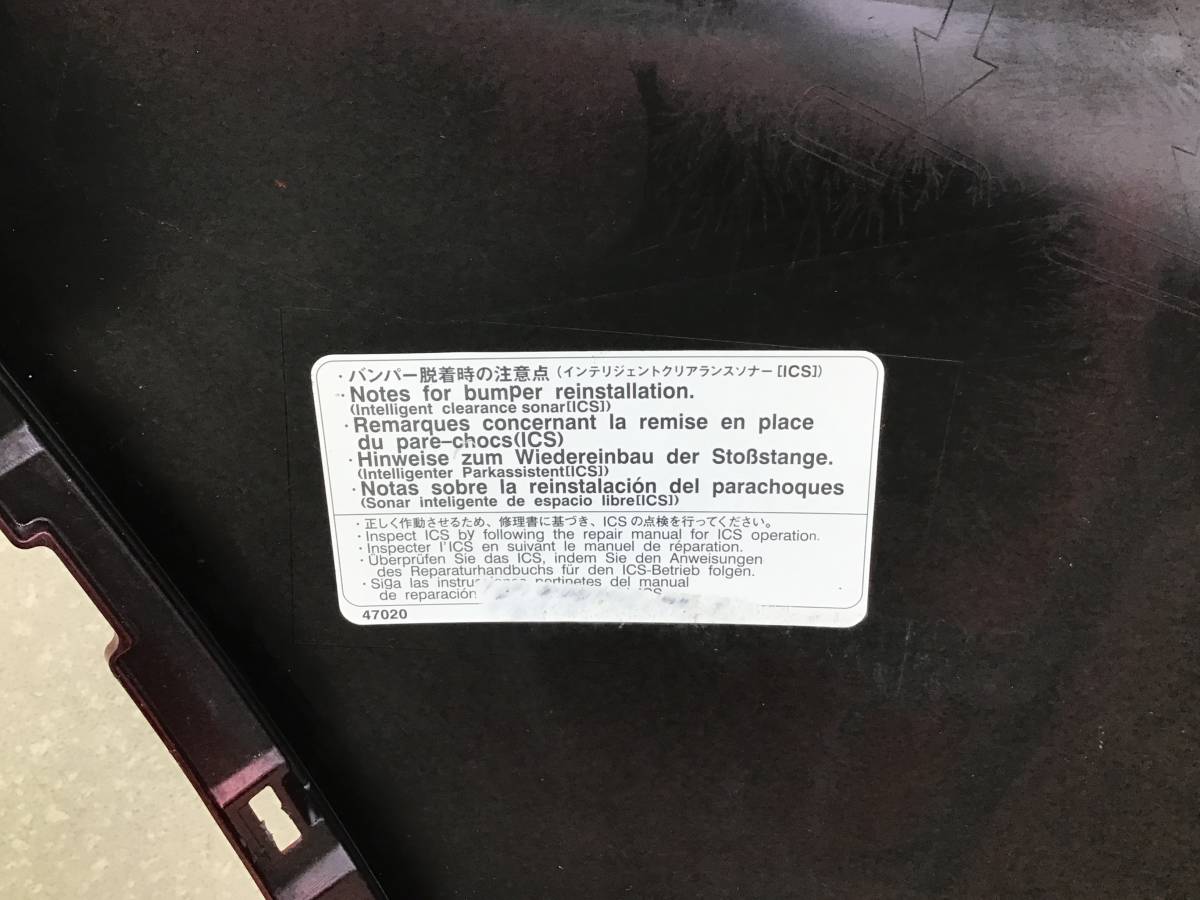 ・バンパー脱着時の注意点（インテリジェントクリアランスソナー[ICS]）
・Notes for bumper reinstallation.
(Intelligent clearance sonar[ICS])
・Remarques concernant la remise en place
du pare-chocs(ICS)
・Hinweise zum Wiedereinbau der Stoßstange.
(Intelligenter Parkassistent[ICS])
・Notas sobre la reinstalación del parachoques
(Sonar inteligente de espacio libre[ICS])
・正しく作動させるため、修理書に基づき、ICSの点検を行ってください。
・Inspect ICS by following the repair manual for ICS operation.
・Inspecter l'ICS en suivant le manuel de réparation.
・Überprüfen Sie das ICS, indem Sie den Anweisungen
des Reparaturhandbuchs für den ICS-Betrieb folgen.
・Siga las pertinetes del manual
de reparación ICS
47020